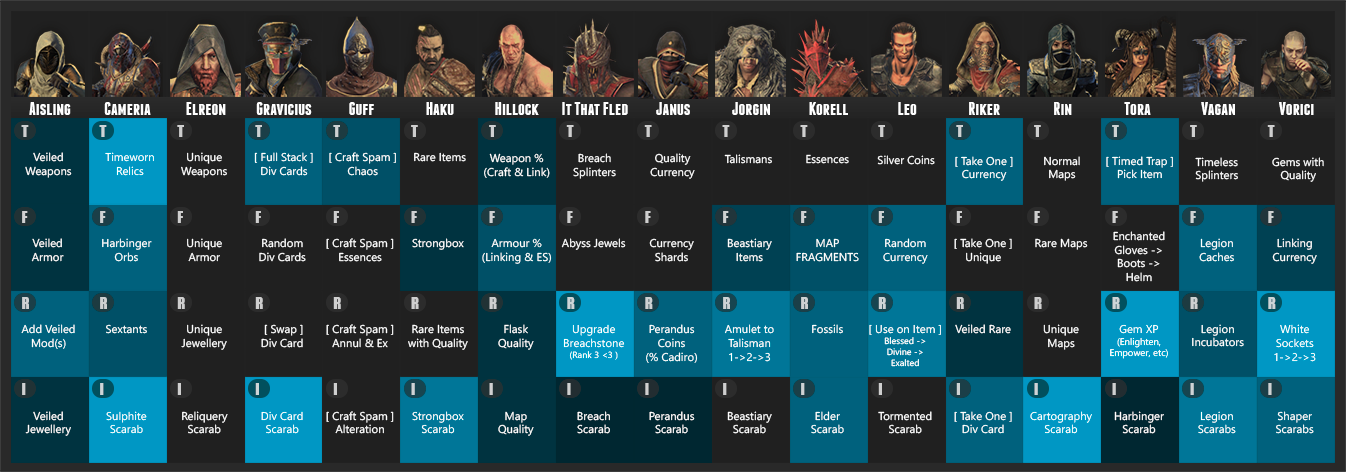 AISLING CAMERIA ELREON GRAVICIUS GUFF HAKU HILLOCK IT THAT FLED JANUS JORGIN KORELL LEO RIKER RIN TORA VAGAN VORICI
T T T T T T T T T T T T T T T T T
Veiled
Weapons
Timeworn
Relics
Unique
Weapons
[ Full Stack ]
Div Cards
[ Craft Spam ]
Chaos
Rare Items
Weapon %
(Craft & Link)
Breach
Splinters
Quality
Currency
Talismans
Essences
Silver Coins
[ Take One ]
Currency
Normal
Maps
[ Timed Trap ]
Pick Item
Timeless
Splinters
Gems with
Quality
F F F F F F F F F F F F F F F F F
Veiled
Armor
Harbinger
Orbs
Unique
Armor
Random
Div Cards
[ Craft Spam ]
Essences
Strongbox
Armour %
(Linking & ES)
Abyss Jewels
Currency
Shards
Beastiary
Items
MAP
FRAGMENTS
Random
Currency
[ Take One ]
Unique
Rare Maps
Enchanted
Gloves ->
Boots ->
Helm
Legion
Caches
Linking
Currency
R R R R R R R R R R R R R R R R R
Add Veiled
Mod(s)
Sextants
Unique
Jewellery
[ Swap ]
Div Card
[ Craft Spam ]
Annul & Ex
Rare Items
with Quality
Flask
Quality
Upgrade
Breachstone
(Rank 3 <3 )
Perandus
Coins
(% Cadiro)
Amulet to
Talisman
1->2->3
Fossils
[ Use on Item ]
Blessed ->
Divine ->
Exalted
Veiled Rare
Unique
Maps
Gem XP
(Enlighten,
Empower, etc)
Legion
Incubators
White
Sockets
1->2->3
I I I I I I I I I I I I I I I I I
Veiled
Jewellery
Sulphite
Scarab
Reliquery
Scarab
Div Card
Scarab
[ Craft Spam ]
Alteration
Strongbox
Scarab
Map
Quality
Breach
Scarab
Perandus
Scarab
Beastiary
Scarab
Elder
Scarab
Tormented
Scarab
[ Take One ]
Div Card
Cartography
Scarab
Harbinger
Scarab
Legion
Scarabs
Shaper
Scarabs